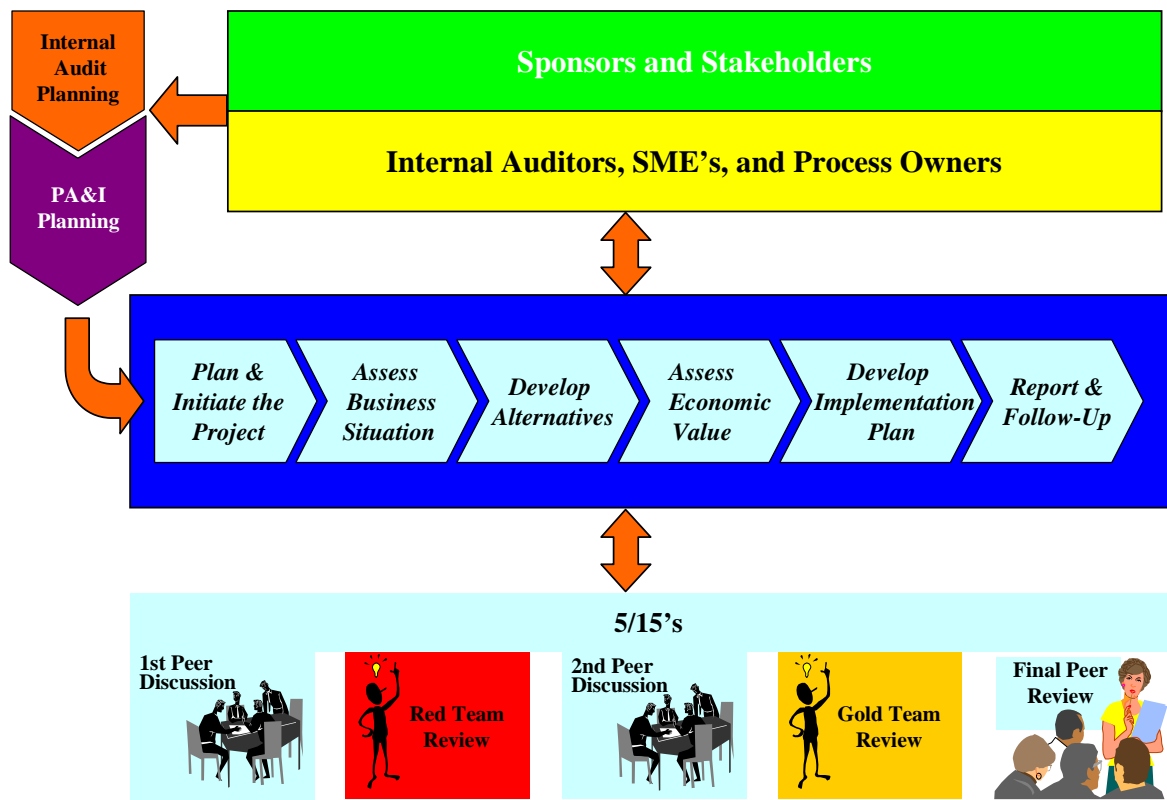 Internal
Audit
Planning
Sponsors and Stakeholders
Internal Auditors, SME's, and Process Owners
PA&I
Planning
Plan &
Initiate the
Project
Assess
Business
Situation
Develop
Alternatives
Assess
Economic
Value
Develop
Implementation
Plan
Report &
Follow-Up
5/15's
1st Peer
Discussion
Red Team
Review
2nd Peer
Discussion
Gold Team
Review
Final Peer
Review